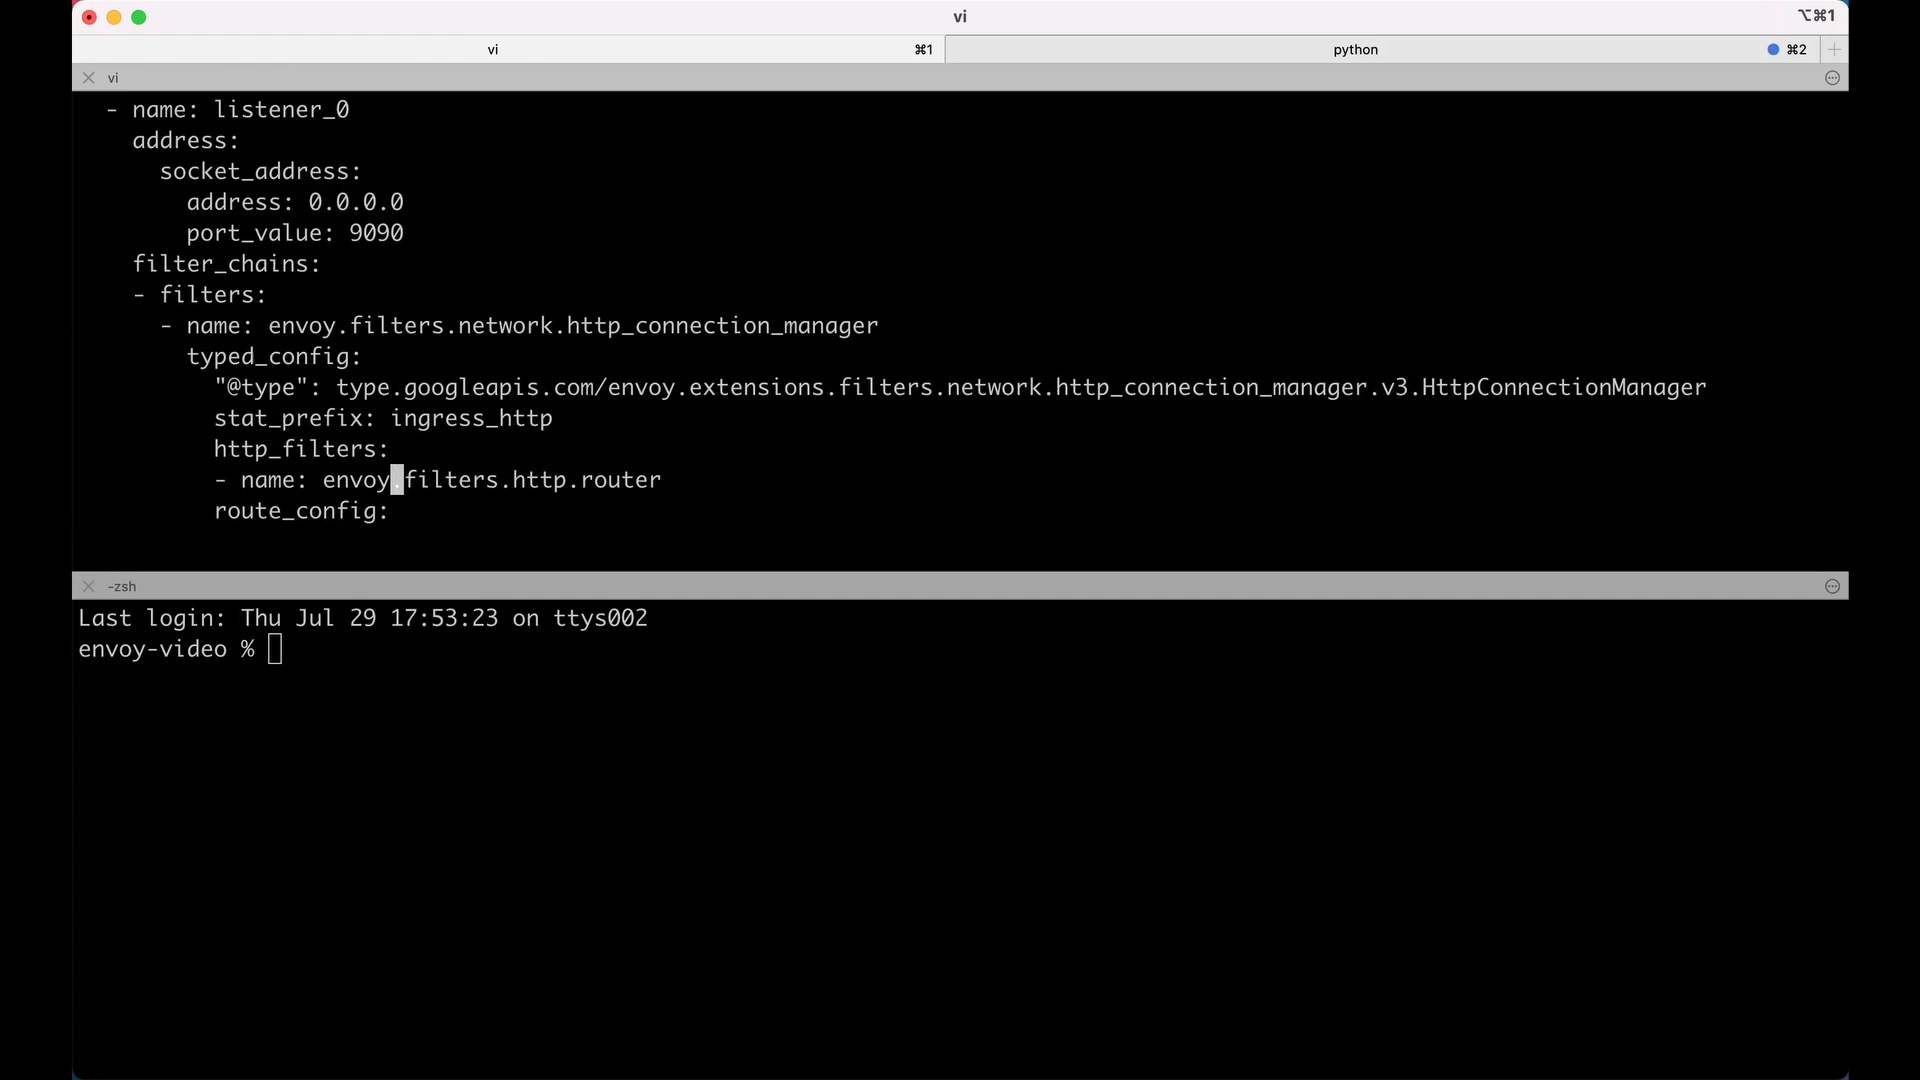 vi
⌥⌘1
vi ⌘1 python ⌘2
vi
- name: listener_0
address:
socket_address:
address: 0.0.0.0
port_value: 9090
filter_chains:
- filters:
- name: envoy.filters.network.http_connection_manager
typed_config:
"@type": type.googleapis.com/envoy.extensions.filters.network.http_connection_manager.v3.HttpConnectionManager
stat_prefix: ingress_http
http_filters:
- name: envoy.filters.http.router
route_config:
-zsh
Last login: Thu Jul 29 17:53:23 on ttys002
envoy-video %